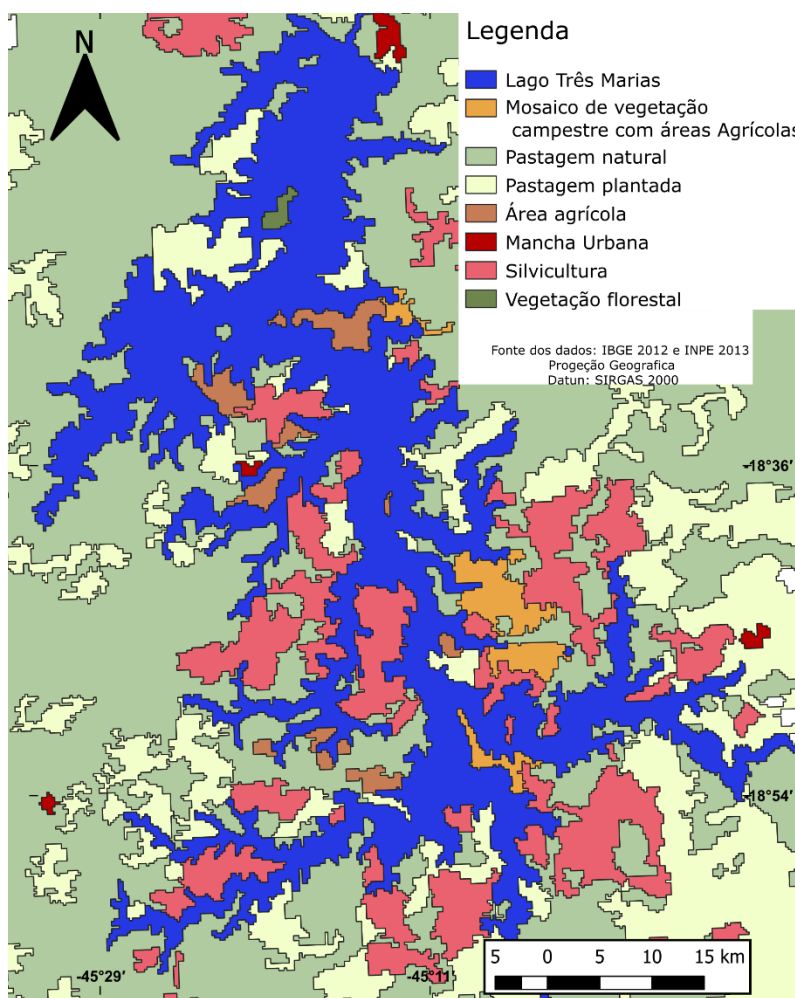 N
Legenda
Lago Três Marias
Mosaico de vegetação
campestre com áreas Agrícolas
Pastagem natural
Pastagem plantada
Área agrícola
Mancha Urbana
Silvicultura
Vegetação florestal
Fonte dos dados: IBGE 2012 e INPE 2013
Progeção Geografica
Datun: SIRGAS 2000
-18°36′
-18°54′
-45°29′
-45°11′
5 0 5 10 15 km